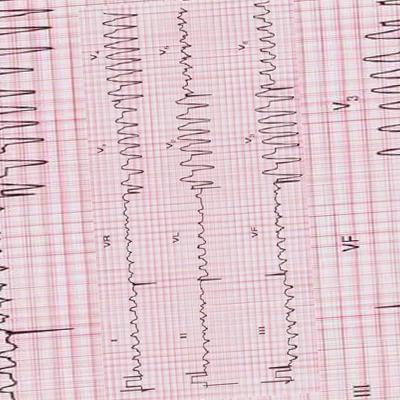 I VR V₁ V₄
II VL V₂ V₅
III VF V₃ V₆
III VF V₃